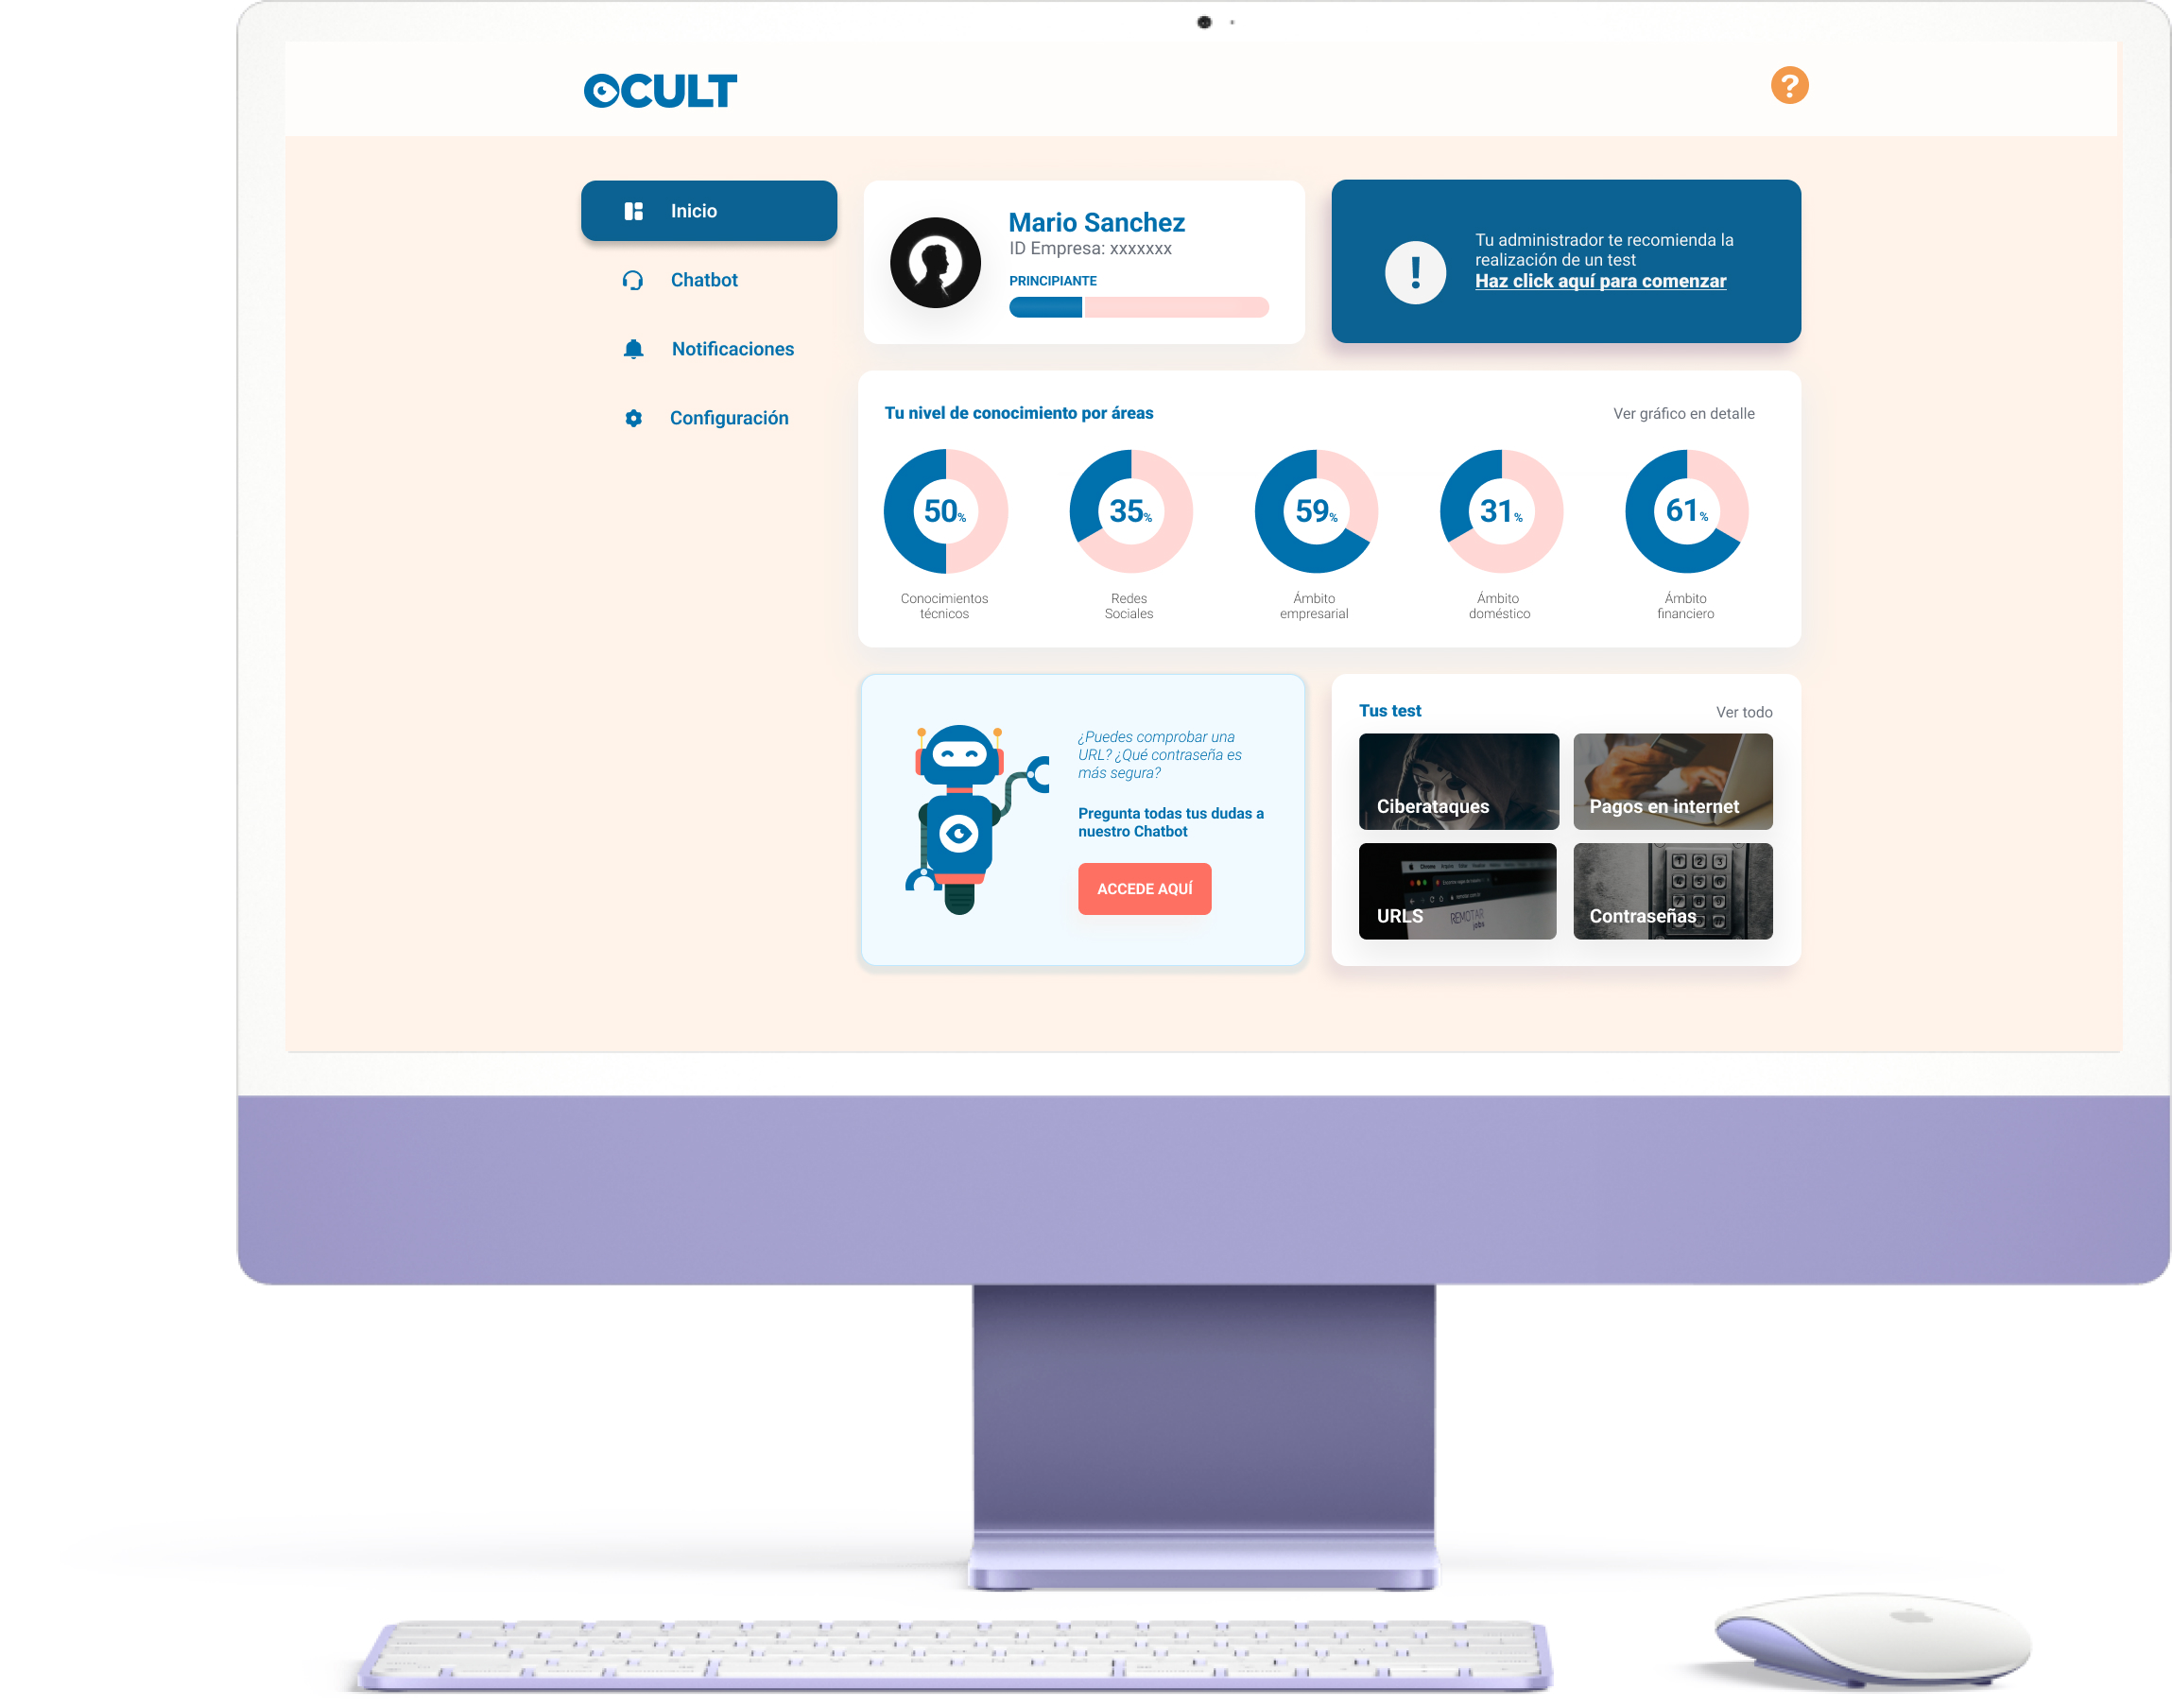 OCULT
?
Inicio
Chatbot
Notificaciones
Configuración
Mario Sanchez
ID Empresa: xxxxxxx
PRINCIPIANTE
!
Tu administrador te recomienda la
realización de un test
Haz click aquí para comenzar
Tu nivel de conocimiento por áreas
Ver gráfico en detalle
50%
35%
59%
31%
61%
Conocimientos
técnicos
Redes
Sociales
Ámbito
empresarial
Ámbito
doméstico
Ámbito
financiero
¿Puedes comprobar una
URL? ¿Qué contraseña es
más segura?
Pregunta todas tus dudas a
nuestro Chatbot
ACCEDE AQUÍ
Tus test
Ver todo
Ciberataques
Pagos en internet
URLS
REMOTAR
jobs
Contraseñas